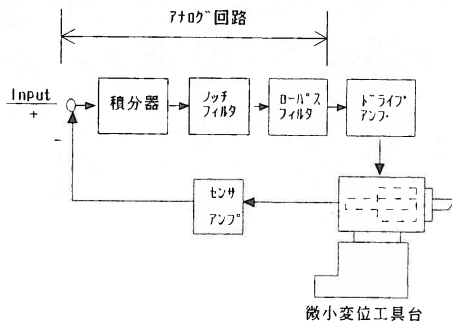 ｱﾅﾛｸﾞ回路
Input
+
−
積分器
ﾉｯﾁ
ﾌｨﾙﾀ
ﾛｰﾊﾟｽ
ﾌｨﾙﾀ
ﾄﾞﾗｲﾌﾞ
ｱﾝﾌﾟ
ｾﾝｻ
ｱﾝﾌﾟ
微小変位工具台